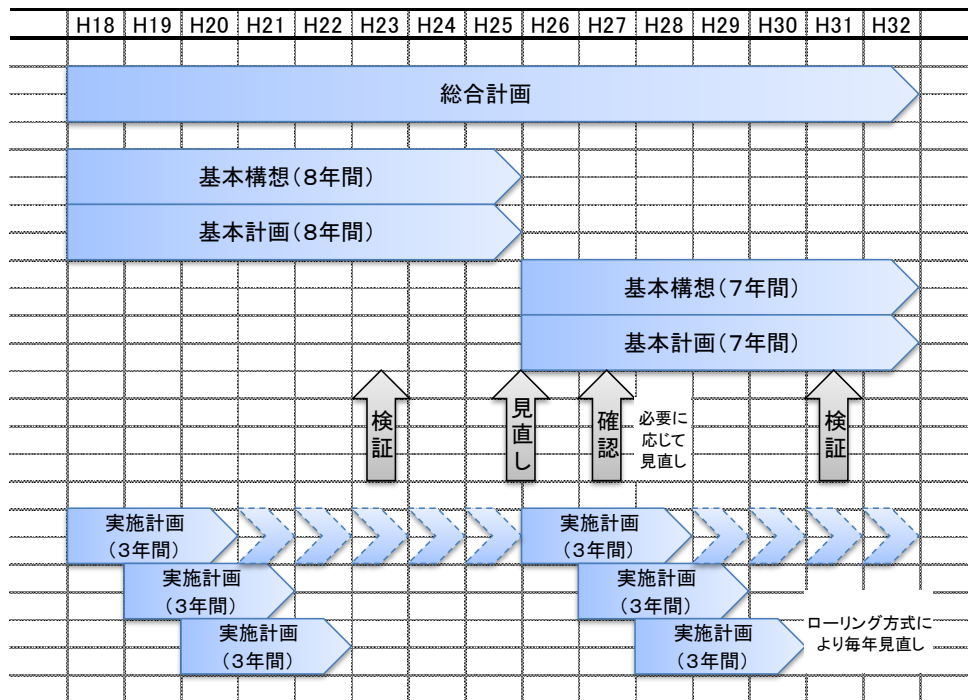 H18 H19 H20 H21 H22 H23 H24 H25 H26 H27 H28 H29 H30 H31 H32
総合計画
基本構想（8年間）
基本計画（8年間）
基本構想（7年間）
基本計画（7年間）
検証
見直し
確認
必要に
応じて
見直し
検証
実施計画
（3年間）
実施計画
（3年間）
実施計画
（3年間）
実施計画
（3年間）
実施計画
（3年間）
実施計画
（3年間）
ローリング方式に
より毎年見直し